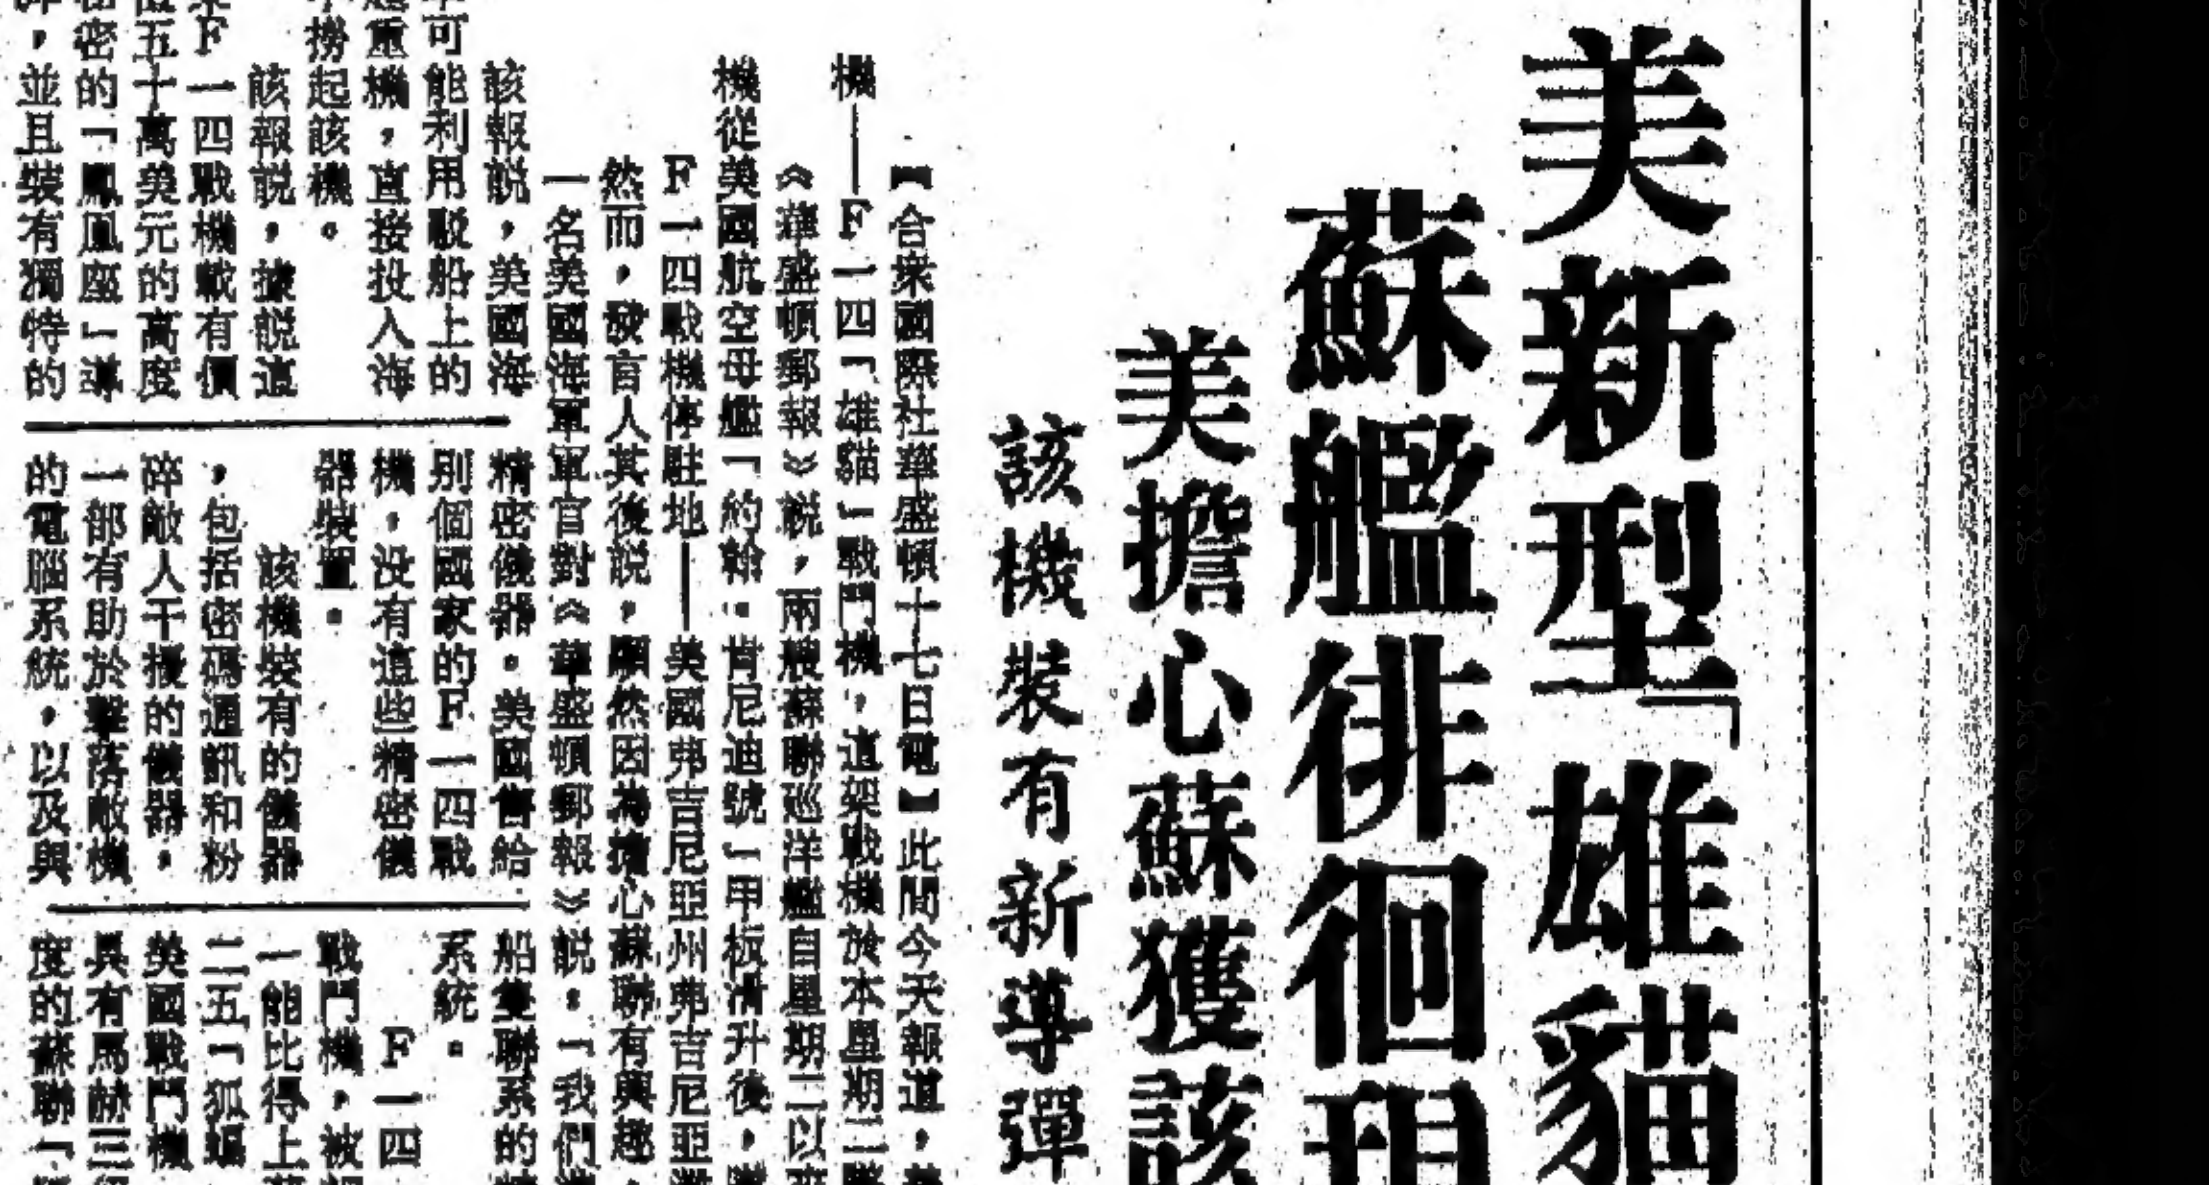 美新型「雄貓
蘇艦徘徊現
美擔心蘇獲該
該機裝有新導彈
【合衆國際社華盛頓十七日電】此間今天報道,
機——F一四「雄貓」戰鬥機,這架戰機於本星期二
《華盛頓郵報》説,兩艘蘇聯巡洋艦自星期二以
機從美國航空母艦「約翰·肯尼迪號」甲板滑升後,
F一四戰機停駐地——美國弗吉尼亞州弗吉尼亞
然而,發言人其後説,顯然因為擔心蘇聯有興趣,
一名美國海軍軍官對《華盛頓郵報》説:「我們
該報説,美國海
可能利用駁船上的
起重機,直接投入海
撈起該機。
該報説,據説這
F一四戰機載有價
五十萬美元的高度
密的「鳳凰座」導
,並且裝有獨特的
精密儀器。美國售給
別個國家的F一四戰
機,没有這些精密儀
器裝置。
該機裝有的儀器
,包括密碼通訊和粉
碎敵人干擾的儀器,
一部有助於擊落敵機
的電腦系統,以及與
船隻聯系的
系統。
F一四
戰鬥機,被
一能比得上
二五「狐蝠
美國戰鬥機
具有馬赫三
度的蘇聯「